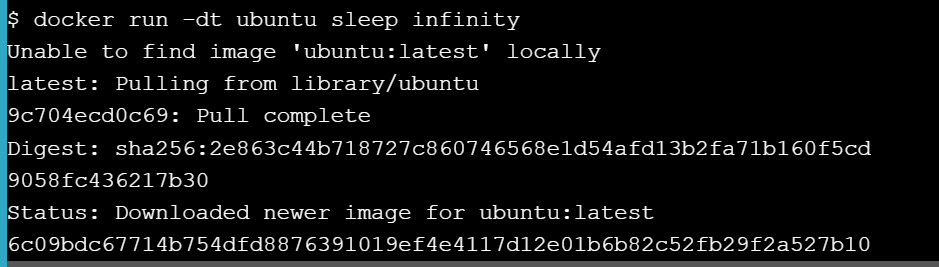 $ docker run -dt ubuntu sleep infinity
Unable to find image 'ubuntu:latest' locally
latest: Pulling from library/ubuntu
9c704ecd0c69: Pull complete
Digest: sha256:2e863c44b718727c860746568e1d54afd13b2fa71b160f5cd
9058fc436217b30
Status: Downloaded newer image for ubuntu:latest
6c09bdc67714b754dfd8876391019ef4e4117d12e01b6b82c52fb29f2a527b10